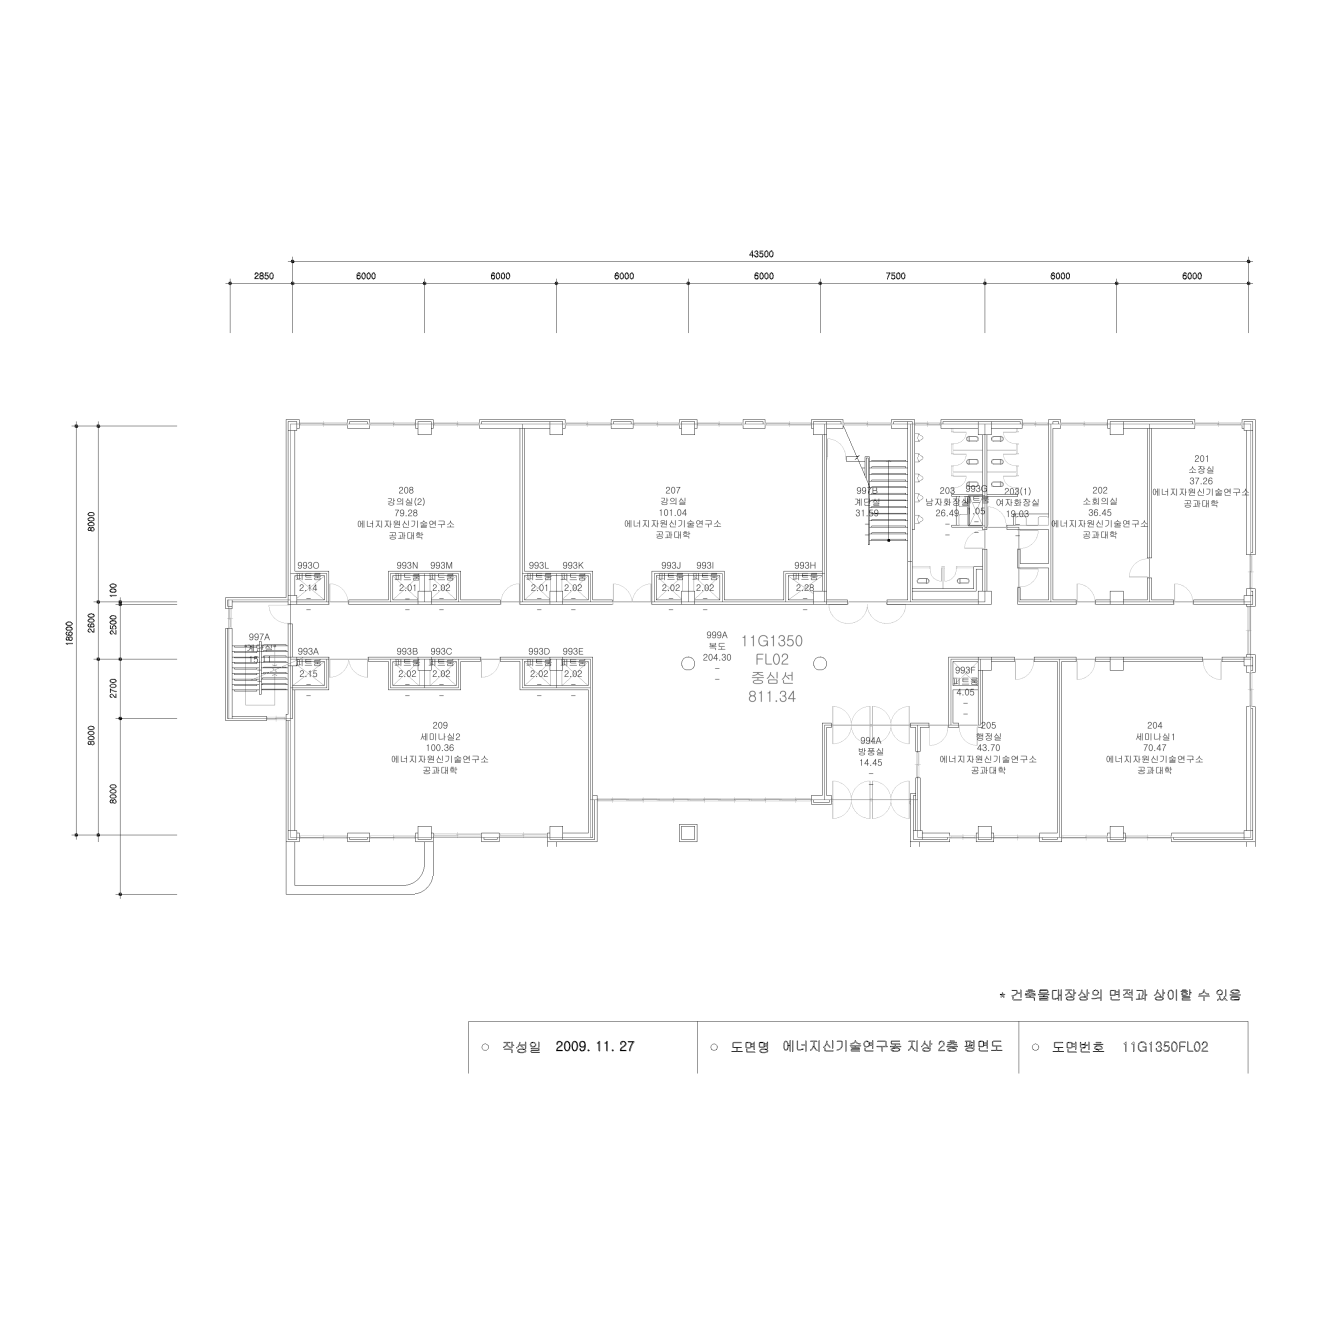 43500
2850 6000 6000 6000 6000 7500 6000 6000
18600
8000
100
2600
2500
2700
8000
8000
208
강의실(2)
79.28
에너지자원신기술연구소
공과대학
207
강의실
101.04
에너지자원신기술연구소
공과대학
997B
계단실
31.59
203
남자화장실
26.49
993G
피트룸
1.05
203(1)
여자화장실
19.03
202
소회의실
36.45
에너지자원신기술연구소
공과대학
201
소장실
37.26
에너지자원신기술연구소
공과대학
993O
피트룸
2.14
993N
피트룸
2.01
993M
피트룸
2.02
993L
피트룸
2.01
993K
피트룸
2.02
993J
피트룸
2.02
993I
피트룸
2.02
993H
피트룸
2.28
997A
999A
복도
204.30
11G1350
FL02
중심선
811.34
993A
피트룸
2.15
993B
피트룸
2.02
993C
피트룸
2.02
993D
피트룸
2.02
993E
피트룸
2.02
993F
피트룸
4.05
209
세미나실2
100.36
에너지자원신기술연구소
공과대학
994A
방풍실
14.45
205
행정실
43.70
에너지자원신기술연구소
공과대학
204
세미나실1
70.47
에너지자원신기술연구소
공과대학
* 건축물대장상의 면적과 상이할 수 있음
○ 작성일 2009. 11. 27 ○ 도면명 에너지신기술연구동 지상 2층 평면도 ○ 도면번호 11G1350FL02